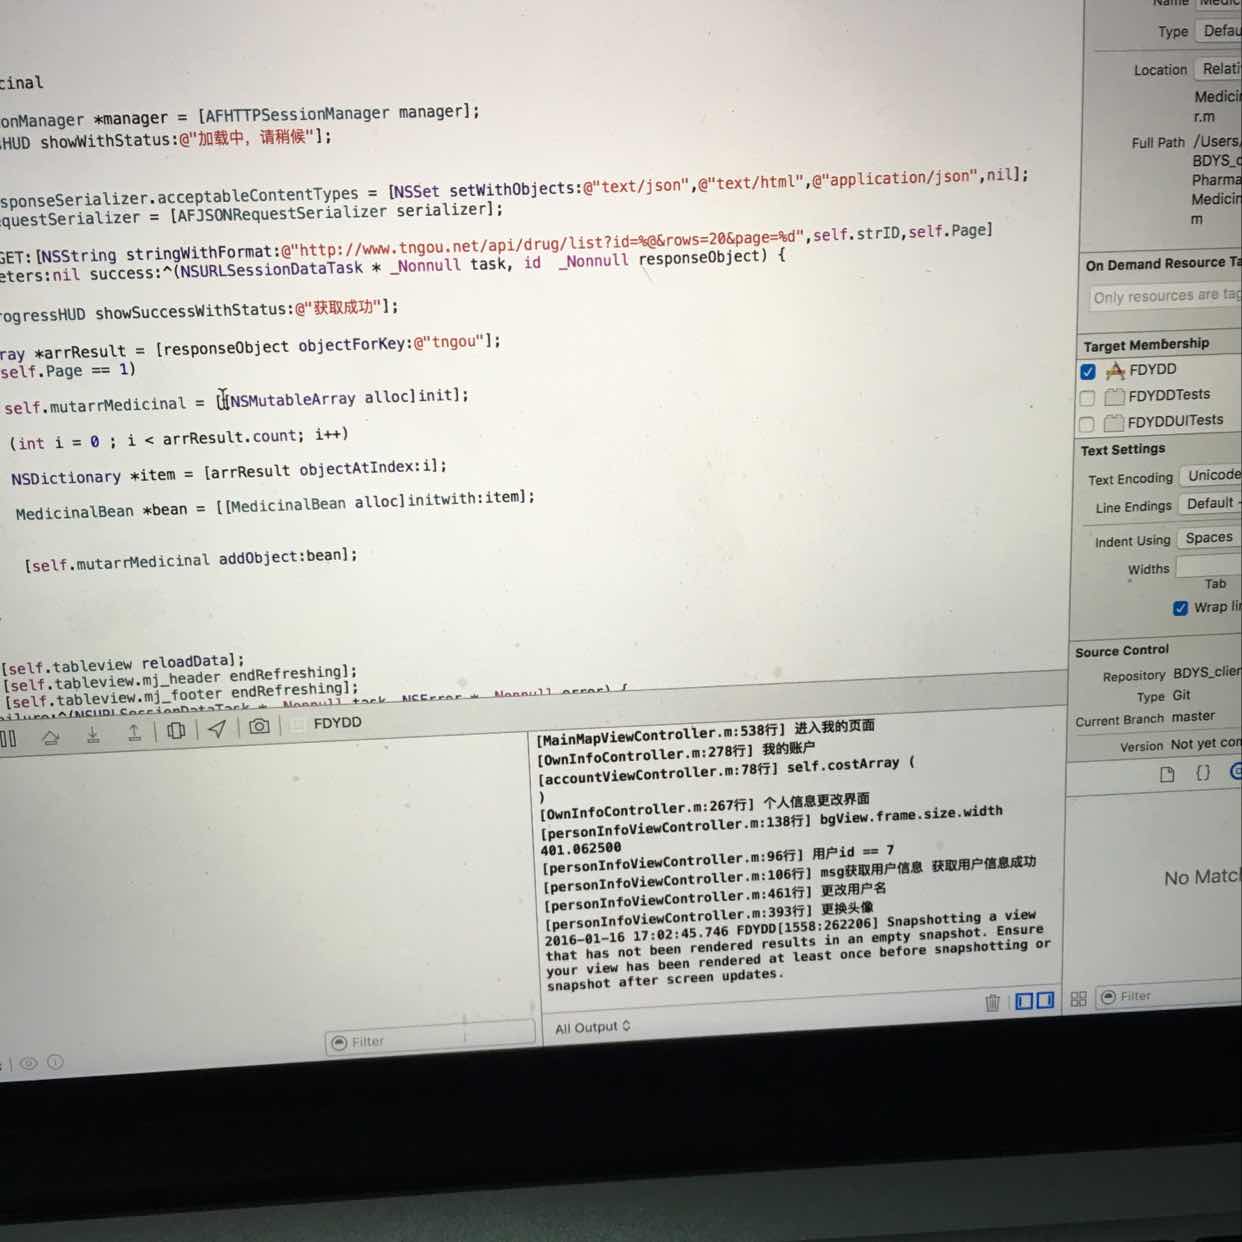 cinal
onManager *manager = [AFHTTPSessionManager manager];
HUD showWithStatus:@"加载中，请稍候"];
sponseSerializer.acceptableContentTypes = [NSSet setWithObjects:@"text/json",@"text/html",@"application/json",nil];
questSerializer = [AFJSONRequestSerializer serializer];
GET:[NSString stringWithFormat:@"http://www.tngou.net/api/drug/list?id=%@&rows=20&page=%d",self.strID,self.Page]
eters:nil success:^(NSURLSessionDataTask * _Nonnull task, id  _Nonnull responseObject) {
rogressHUD showSuccessWithStatus:@"获取成功"];
ray *arrResult = [responseObject objectForKey:@"tngou"];
self.Page == 1)
self.mutarrMedicinal = [[NSMutableArray alloc]init];
(int i = 0 ; i < arrResult.count; i++)
NSDictionary *item = [arrResult objectAtIndex:i];
MedicinalBean *bean = [[MedicinalBean alloc]initwith:item];
[self.mutarrMedicinal addObject:bean];
[self.tableview reloadData];
[self.tableview.mj_header endRefreshing];
[self.tableview.mj_footer endRefreshing];
ilure:^(NSURLSessionDataTask * _Nonnull task, NSError * _Nonnull error) {
FDYDD
[MainMapViewController.m:538行] 进入我的页面
[OwnInfoController.m:278行] 我的账户
[accountViewController.m:78行] self.costArray (
)
[OwnInfoController.m:267行] 个人信息更改界面
[personInfoViewController.m:138行] bgView.frame.size.width
401.062500
[personInfoViewController.m:96行] 用户id == 7
[personInfoViewController.m:106行] msg获取用户信息 获取用户信息成功
[personInfoViewController.m:461行] 更改用户名
[personInfoViewController.m:393行] 更换头像
2016-01-16 17:02:45.746 FDYDD[1558:262206] Snapshotting a view
that has not been rendered results in an empty snapshot. Ensure
your view has been rendered at least once before snapshotting or
snapshot after screen updates.
Filter
All Output
Name Medic
Type Defau
Location Relati
Medicin
r.m
Full Path /Users/
BDYS_c
Pharma
Medicin
m
On Demand Resource Ta
Only resources are tag
Target Membership
FDYDD
FDYDDTests
FDYDDUITests
Text Settings
Text Encoding Unicode
Line Endings Default -
Indent Using Spaces
Widths
Tab
Wrap lin
Source Control
Repository BDYS_clien
Type Git
Current Branch master
Version Not yet con
{}
No Matc
Filter